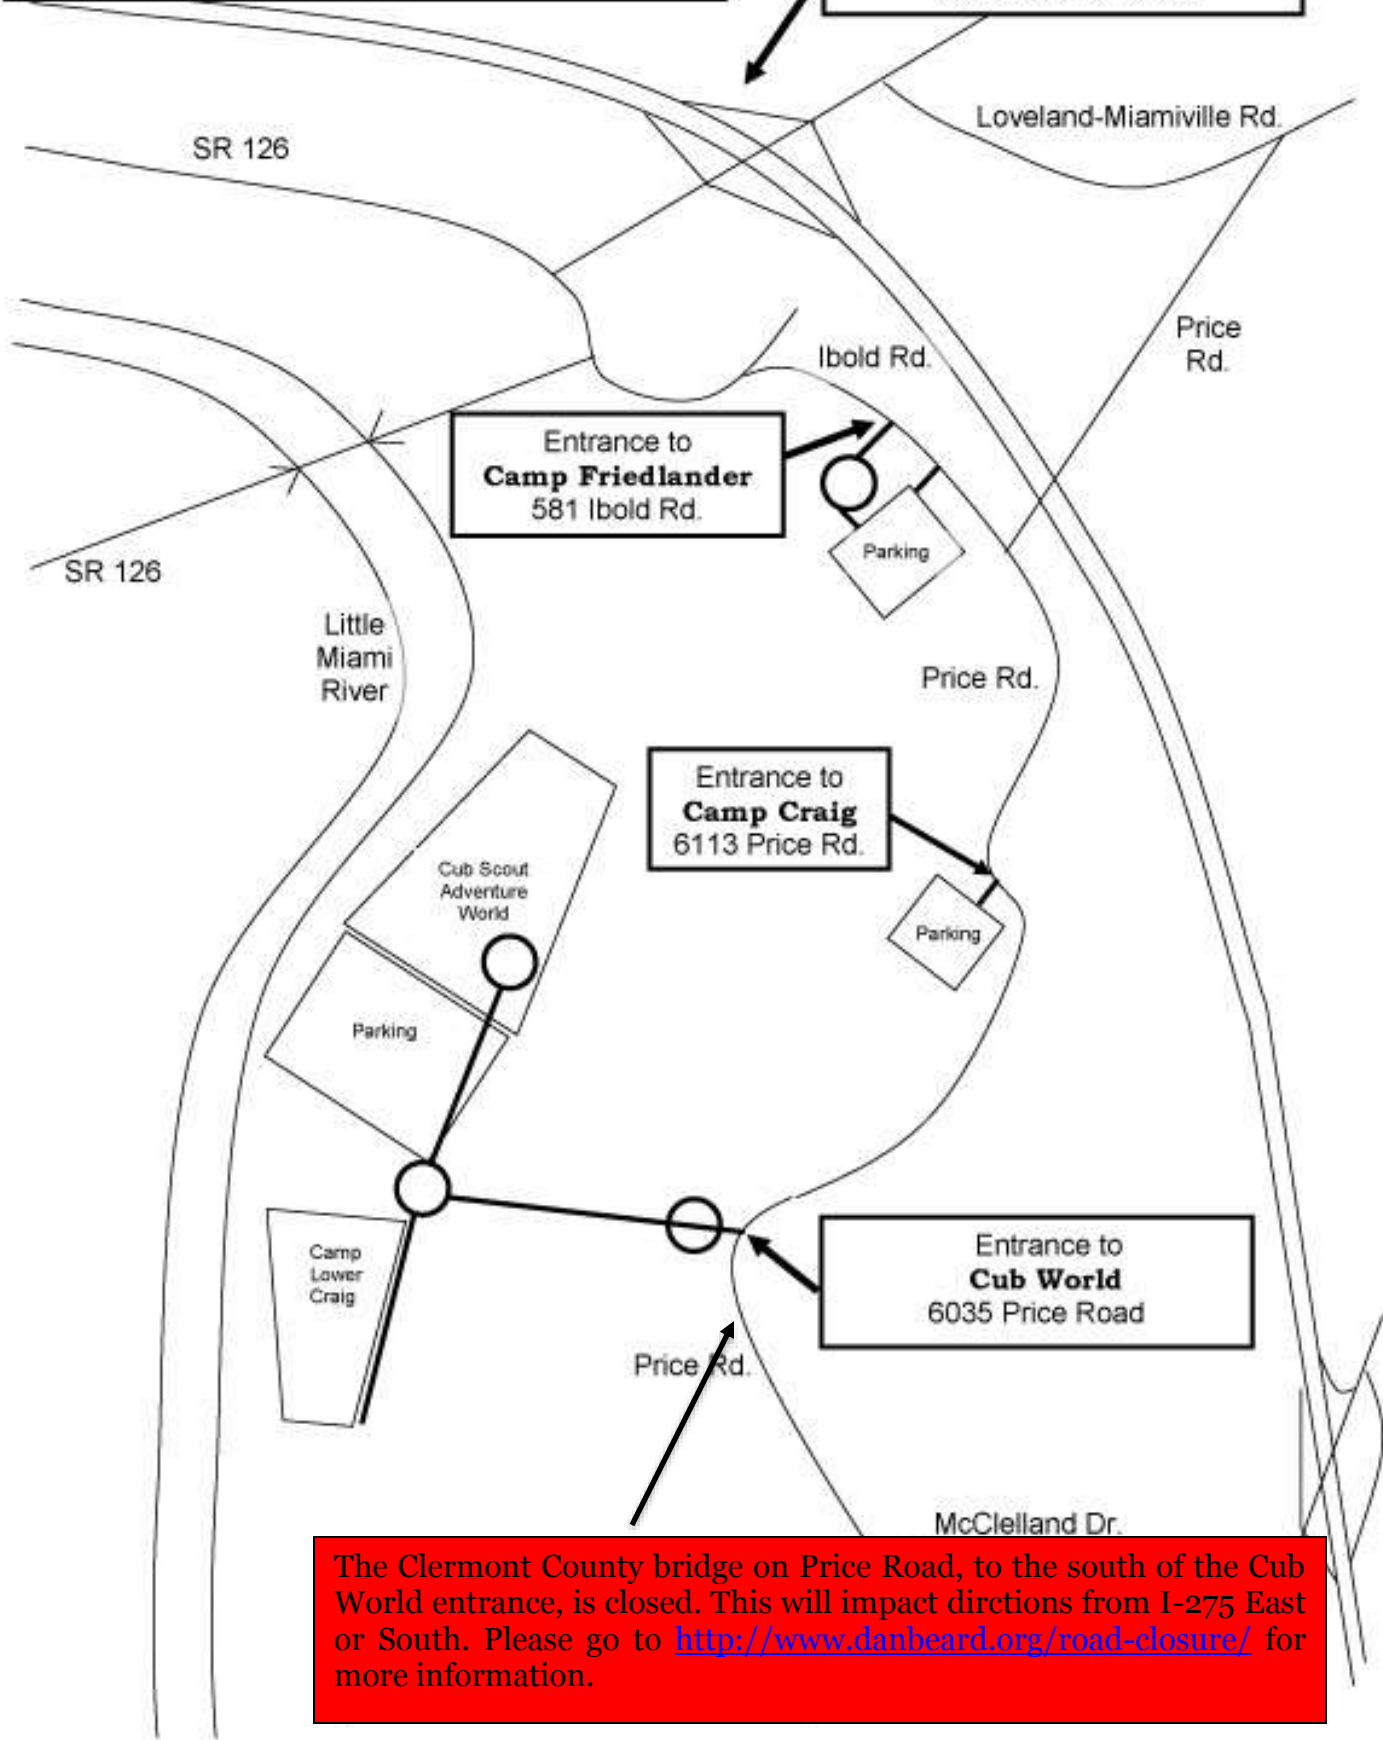 Loveland-Miamiville Rd.
SR 126
Price
Rd.
Ibold Rd.
Entrance to
Camp Friedlander
581 Ibold Rd.
Parking
SR 126
Little
Miami
River
Price Rd.
Entrance to
Camp Craig
6113 Price Rd.
Cub Scout
Adventure
World
Parking
Parking
Entrance to
Cub World
6035 Price Road
Camp
Lower
Craig
Price Rd.
McClelland Dr.
The Clermont County bridge on Price Road, to the south of the Cub
World entrance, is closed. This will impact dirctions from I-275 East
or South. Please go to http://www.danbeard.org/road-closure/ for
more information.